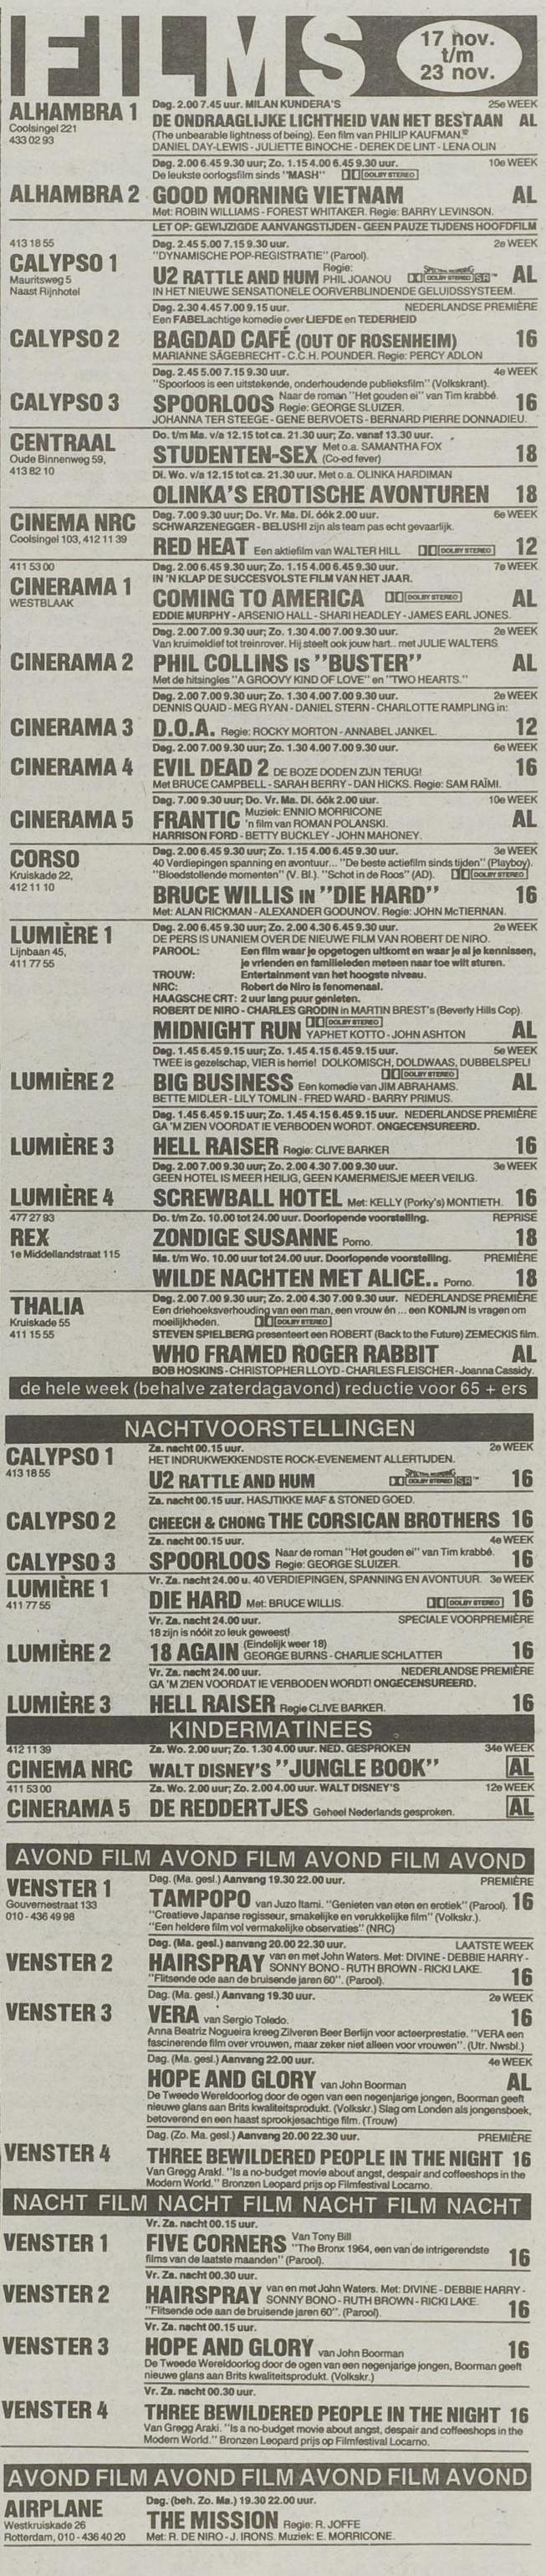 FILMS
17 nov.
t/m
23 nov.
ALHAMBRA 1
Coolsingel 221
433 02 93
Dag. 2.00 7.45 uur. MILAN KUNDERA'S 25e WEEK
DE ONDRAAGLIJKE LICHTHEID VAN HET BESTAAN AL
(The unbearable lightness of being). Een film van PHILIP KAUFMAN.
DANIEL DAY-LEWIS - JULIETTE BINOCHE - DEREK DE LINT - LENA OLIN
Dag. 2.00 6.45 9.30 uur; Zo. 1.15 4.00 6.45 9.30 uur. 10e WEEK
De leukste oorlogsfilm sinds "MASH" DOLBY STEREO
ALHAMBRA 2 GOOD MORNING VIETNAM AL
Met: ROBIN WILLIAMS - FOREST WHITAKER. Regie: BARRY LEVINSON.
LET OP: GEWIJZIGDE AANVANGSTIJDEN - GEEN PAUZE TIJDENS HOOFDFILM
413 18 55
CALYPSO 1
Mauritsweg 5
Naast Rijnhotel
Dag. 2.45 5.00 7.15 9.30 uur. 2e WEEK
"DYNAMISCHE POP-REGISTRATIE" (Parool).
U2 RATTLE AND HUM Regie: PHIL JOANOU DOLBY STEREO SR AL
IN HET NIEUWE SENSATIONELE OORVERBLINDENDE GELUIDSSYSTEEM.
Dag. 2.30 4.45 7.00 9.15 uur. NEDERLANDSE PREMIÈRE
Een FABELachtige komedie over LIEFDE en TEDERHEID
CALYPSO 2 BAGDAD CAFÉ (OUT OF ROSENHEIM) 16
MARIANNE SÄGEBRECHT - C.C.H. POUNDER. Regie: PERCY ADLON
Dag. 2.45 5.00 7.15 9.30 uur. 4e WEEK
"Spoorloos is een uitstekende, onderhoudende publieksfilm" (Volkskrant).
CALYPSO 3 SPOORLOOS Naar de roman "Het gouden ei" van Tim krabbé. Regie: GEORGE SLUIZER. 16
JOHANNA TER STEEGE - GENE BERVOETS - BERNARD PIERRE DONNADIEU.
CENTRAAL
Oude Binnenweg 59,
413 82 10
Do. t/m Ma. v/a 12.15 tot ca. 21.30 uur; Zo. vanaf 13.30 uur.
STUDENTEN-SEX Met o.a. SAMANTHA FOX (Co-ed fever) 18
Di. Wo. v/a 12.15 tot ca. 21.30 uur. Met o.a. OLINKA HARDIMAN
OLINKA'S EROTISCHE AVONTUREN 18
CINEMA NRC
Coolsingel 103, 412 11 39
Dag. 7.00 9.30 uur; Do. Vr. Ma. Di. óók 2.00 uur. 6e WEEK
SCHWARZENEGGER - BELUSHI zijn als team pas echt gevaarlijk.
RED HEAT Een aktiefilm van WALTER HILL DOLBY STEREO 12
411 53 00
CINERAMA 1
WESTBLAAK
Dag. 2.00 6.45 9.30 uur; Zo. 1.15 4.00 6.45 9.30 uur. 7e WEEK
IN 'N KLAP DE SUCCESVOLSTE FILM VAN HET JAAR.
COMING TO AMERICA DOLBY STEREO AL
EDDIE MURPHY - ARSENIO HALL - SHARI HEADLEY - JAMES EARL JONES.
Dag. 2.00 7.00 9.30 uur; Zo. 1.30 4.00 7.00 9.30 uur. 2e WEEK
Van kruimeldief tot treinrover. Hij steelt ook jouw hart.. met JULIE WALTERS
CINERAMA 2 PHIL COLLINS IS "BUSTER" AL
Met de hitsingles "A GROOVY KIND OF LOVE" en "TWO HEARTS."
Dag. 2.00 7.00 9.30 uur; Zo. 1.30 4.00 7.00 9.30 uur. 2e WEEK
DENNIS QUAID - MEG RYAN - DANIEL STERN - CHARLOTTE RAMPLING in:
CINERAMA 3 D.O.A. Regie: ROCKY MORTON - ANNABEL JANKEL. 12
Dag. 2.00 7.00 9.30 uur; Zo. 1.30 4.00 7.00 9.30 uur. 6e WEEK
CINERAMA 4 EVIL DEAD 2 DE BOZE DODEN ZIJN TERUG! 16
Met BRUCE CAMPBELL - SARAH BERRY - DAN HICKS. Regie: SAM RAÏMI.
Dag. 7.00 9.30 uur; Do. Vr. Ma. Di. óók 2.00 uur. 10e WEEK
CINERAMA 5 FRANTIC Muziek: ENNIO MORRICONE 'n film van ROMAN POLANSKI. AL
HARRISON FORD - BETTY BUCKLEY - JOHN MAHONEY.
CORSO
Kruiskade 22,
412 11 10
Dag. 2.00 6.45 9.30 uur; Zo. 1.15 4.00 6.45 9.30 uur. 3e WEEK
40 Verdiepingen spanning en avontuur... "De beste actiefilm sinds tijden" (Playboy).
"Bloedstollende momenten" (V. Bl.). "Schot in de Roos" (AD). DOLBY STEREO
BRUCE WILLIS IN "DIE HARD" 16
Met: ALAN RICKMAN - ALEXANDER GODUNOV. Regie: JOHN McTIERNAN.
LUMIÈRE 1
Lijnbaan 45,
411 77 55
Dag. 2.00 6.45 9.30 uur; Zo. 2.00 4.30 6.45 9.30 uur. 2e WEEK
DE PERS IS UNANIEM OVER DE NIEUWE FILM VAN ROBERT DE NIRO.
PAROOL: Een film waar je opgetogen uitkomt en waar je al je kennissen,
je vrienden en familieleden meteen naar toe wilt sturen.
TROUW: Entertainment van het hoogste niveau.
NRC: Robert de Niro is fenomenaal.
HAAGSCHE CRT: 2 uur lang puur genieten.
ROBERT DE NIRO - CHARLES GRODIN in MARTIN BREST's (Beverly Hills Cop).
MIDNIGHT RUN DOLBY STEREO YAPHET KOTTO - JOHN ASHTON AL
Dag. 1.45 6.45 9.15 uur; Zo. 1.45 4.15 6.45 9.15 uur. 5e WEEK
TWEE is gezelschap, VIER is herrie! DOLKOMISCH, DOLDWAAS, DUBBELSPEL!
LUMIÈRE 2 BIG BUSINESS DOLBY STEREO Een komedie van JIM ABRAHAMS. AL
BETTE MIDLER - LILY TOMLIN - FRED WARD - BARRY PRIMUS.
Dag. 1.45 6.45 9.15 uur; Zo. 1.45 4.15 6.45 9.15 uur. NEDERLANDSE PREMIÈRE
GA 'M ZIEN VOORDAT IE VERBODEN WORDT. ONGECENSUREERD.
LUMIÈRE 3 HELL RAISER Regie: CLIVE BARKER 16
Dag. 2.00 7.00 9.30 uur; Zo. 2.00 4.30 7.00 9.30 uur. 3e WEEK
GEEN HOTEL IS MEER HEILIG, GEEN KAMERMEISJE MEER VEILIG.
LUMIÈRE 4 SCREWBALL HOTEL Met: KELLY (Porky's) MONTIETH. 16
477 27 93
REX
1e Middellandstraat 115
Do. t/m Zo. 10.00 tot 24.00 uur. Doorlopende voorstelling. REPRISE
ZONDIGE SUSANNE Porno. 18
Ma. t/m Wo. 10.00 uur tot 24.00 uur. Doorlopende voorstelling. PREMIÈRE
WILDE NACHTEN MET ALICE.. Porno. 18
THALIA
Kruiskade 55
411 15 55
Dag. 2.00 7.00 9.30 uur; Zo. 2.00 4.30 7.00 9.30 uur. NEDERLANDSE PREMIÈRE
Een driehoeksverhouding van een man, een vrouw én ... een KONIJN is vragen om
moeilijkheden. DOLBY STEREO
STEVEN SPIELBERG presenteert een ROBERT (Back to the Future) ZEMECKIS film.
WHO FRAMED ROGER RABBIT AL
BOB HOSKINS - CHRISTOPHER LLOYD - CHARLES FLEISCHER - Joanna Cassidy.
de hele week (behalve zaterdagavond) reductie voor 65 + ers
NACHTVOORSTELLINGEN
CALYPSO 1
413 18 55
Za. nacht 00.15 uur. 2e WEEK
HET INDRUKWEKKENDSTE ROCK-EVENEMENT ALLERTIJDEN.
U2 RATTLE AND HUM DOLBY STEREO SR 16
Za. nacht 00.15 uur. HASJTIKKE MAF & STONED GOED.
CALYPSO 2 CHEECH & CHONG THE CORSICAN BROTHERS 16
Za. nacht 00.15 uur. 4e WEEK
CALYPSO 3 SPOORLOOS Naar de roman "Het gouden ei" van Tim krabbé. Regie: GEORGE SLUIZER. 16
LUMIÈRE 1
411 77 55
Vr. Za. nacht 24.00 u. 40 VERDIEPINGEN, SPANNING EN AVONTUUR. 3e WEEK
DIE HARD Met: BRUCE WILLIS. DOLBY STEREO 16
Vr. Za. nacht 24.00 uur. SPECIALE VOORPREMIÈRE
18 zijn is nóóit zo leuk geweest!
LUMIÈRE 2 18 AGAIN (Eindelijk weer 18) GEORGE BURNS - CHARLIE SCHLATTER 16
Vr. Za. nacht 24.00 uur. NEDERLANDSE PREMIÈRE
GA 'M ZIEN VOORDAT IE VERBODEN WORDT! ONGECENSUREERD.
LUMIÈRE 3 HELL RAISER Regie CLIVE BARKER. 16
KINDERMATINEES
412 11 39 Za. Wo. 2.00 uur; Zo. 1.30 4.00 uur. NED. GESPROKEN 34e WEEK
CINEMA NRC WALT DISNEY'S "JUNGLE BOOK" AL
411 53 00 Za. Wo. 2.00 uur; Zo. 2.00 4.00 uur. WALT DISNEY'S 12e WEEK
CINERAMA 5 DE REDDERTJES Geheel Nederlands gesproken. AL
AVOND FILM AVOND FILM AVOND FILM AVOND
VENSTER 1
Gouvernestraat 133
010 - 436 49 98
Dag. (Ma. gesl.) Aanvang 19.30 22.00 uur. PREMIÈRE
TAMPOPO van Juzo Itami. "Genieten van eten en erotiek" (Parool). 16
"Creatieve Japanse regisseur, smakelijke en verukkelijke film" (Volkskr.).
"Een heldere film vol vermakelijke observaties" (NRC)
Dag. (Ma. gesl.) aanvang 20.00 22.30 uur. LAATSTE WEEK
VENSTER 2 HAIRSPRAY van en met John Waters. Met: DIVINE - DEBBIE HARRY -
SONNY BONO - RUTH BROWN - RICKI LAKE.
"Flitsende ode aan de bruisende jaren 60". (Parool). 16
Dag. (Ma. gesl.) Aanvang 19.30 uur. 2e WEEK
VENSTER 3 VERA van Sergio Toledo. 16
Anna Beatriz Nogueira kreeg Zilveren Beer Berlijn voor acteerprestatie. "VERA een
fascinerende film over vrouwen, maar zeker niet alleen voor vrouwen". (Utr. Nwsbl.)
Dag. (Ma. gesl.) Aanvang 22.00 uur. 4e WEEK
HOPE AND GLORY van John Boorman AL
De Tweede Wereldoorlog door de ogen van een negenjarige jongen, Boorman geeft
nieuwe glans aan Brits kwaliteitsprodukt. (Volkskr.) Slag om Londen als jongensboek,
betoverend en een haast sprookjesachtige film. (Trouw)
Dag. (Zo. Ma. gesl.) Aanvang 20.00 22.30 uur. PREMIÈRE
VENSTER 4 THREE BEWILDERED PEOPLE IN THE NIGHT 16
Van Gregg Araki. "Is a no-budget movie about angst, despair and coffeeshops in the
Modern World." Bronzen Leopard prijs op Filmfestival Locarno.
NACHT FILM NACHT FILM NACHT FILM NACHT
Vr. Za. nacht 00.15 uur.
VENSTER 1 FIVE CORNERS Van Tony Bill
"The Bronx 1964, een van de intrigerendste
films van de laatste maanden" (Parool). 16
Vr. Za. nacht 00.30 uur.
VENSTER 2 HAIRSPRAY van en met John Waters. Met: DIVINE - DEBBIE HARRY -
SONNY BONO - RUTH BROWN - RICKI LAKE.
"Flitsende ode aan de bruisende jaren 60". (Parool). 16
Vr. Za. nacht 00.15 uur.
VENSTER 3 HOPE AND GLORY van John Boorman 16
De Tweede Wereldoorlog door de ogen van een negenjarige jongen, Boorman geeft
nieuwe glans aan Brits kwaliteitsprodukt. (Volkskr.)
Vr. Za. nacht 00.30 uur.
VENSTER 4 THREE BEWILDERED PEOPLE IN THE NIGHT 16
Van Gregg Araki. "Is a no-budget movie about angst, despair and coffeeshops in the
Modern World." Bronzen Leopard prijs op Filmfestival Locarno.
AVOND FILM AVOND FILM AVOND FILM AVOND
AIRPLANE
Westkruiskade 26
Rotterdam, 010 - 436 40 20
Dag. (beh. Zo. Ma.) 19.30 22.00 uur.
THE MISSION Regie: R. JOFFE
Met: R. DE NIRO - J. IRONS. Muziek: E. MORRICONE.